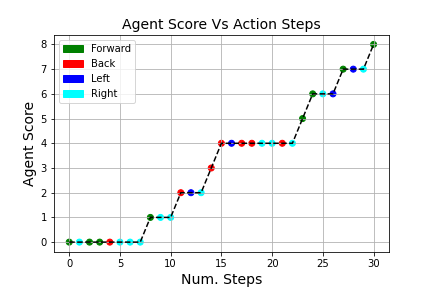 Agent Score Vs Action Steps
Forward
Back
Left
Right
8
7
6
5
4
3
2
1
0
Agent Score
0 5 10 15 20 25 30
Num. Steps